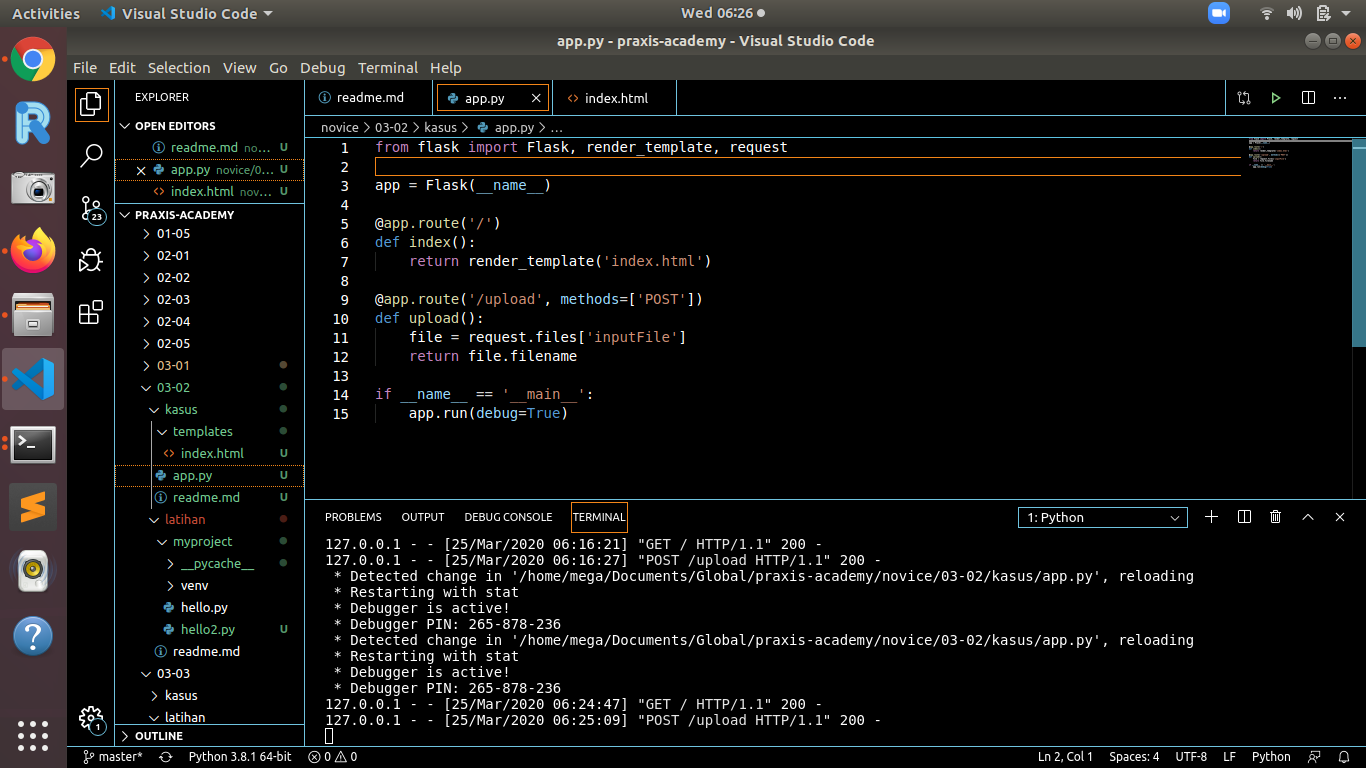 Activities
Visual Studio Code
Wed 06:26
app.py - praxis-academy - Visual Studio Code
File Edit Selection View Go Debug Terminal Help
EXPLORER
OPEN EDITORS
readme.md no... U
app.py novice/0... U
index.html nov... U
PRAXIS-ACADEMY
01-05
02-01
02-02
02-03
02-04
02-05
03-01
03-02
kasus
templates
index.html U
app.py U
readme.md U
latihan
myproject
__pycache__
venv
hello.py
hello2.py U
readme.md
03-03
kasus
latihan
OUTLINE
23
1
readme.md
app.py
index.html
novice > 03-02 > kasus > app.py > ...
1 from flask import Flask, render_template, request
2
3 app = Flask(__name__)
4
5 @app.route('/')
6 def index():
7 return render_template('index.html')
8
9 @app.route('/upload', methods=['POST'])
10 def upload():
11 file = request.files['inputFile']
12 return file.filename
13
14 if __name__ == '__main__':
15 app.run(debug=True)
PROBLEMS OUTPUT DEBUG CONSOLE TERMINAL
1: Python
127.0.0.1 - - [25/Mar/2020 06:16:21] "GET / HTTP/1.1" 200 -
127.0.0.1 - - [25/Mar/2020 06:16:27] "POST /upload HTTP/1.1" 200 -
* Detected change in '/home/mega/Documents/Global/praxis-academy/novice/03-02/kasus/app.py', reloading
* Restarting with stat
* Debugger is active!
* Debugger PIN: 265-878-236
* Detected change in '/home/mega/Documents/Global/praxis-academy/novice/03-02/kasus/app.py', reloading
* Restarting with stat
* Debugger is active!
* Debugger PIN: 265-878-236
127.0.0.1 - - [25/Mar/2020 06:24:47] "GET / HTTP/1.1" 200 -
127.0.0.1 - - [25/Mar/2020 06:25:09] "POST /upload HTTP/1.1" 200 -
master* Python 3.8.1 64-bit 0 0 Ln 2, Col 1 Spaces: 4 UTF-8 LF Python